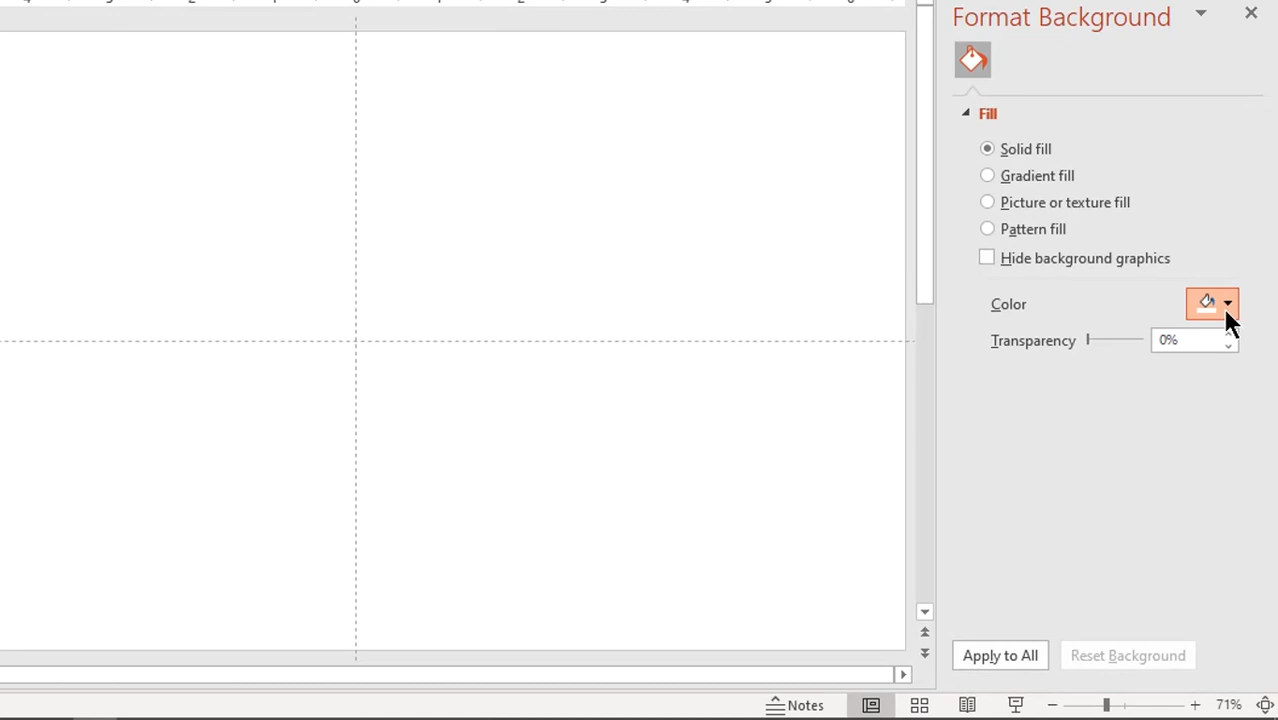 Format Background
Fill
Solid fill
Gradient fill
Picture or texture fill
Pattern fill
Hide background graphics
Color
Transparency 0%
Apply to All Reset Background
Notes 71%